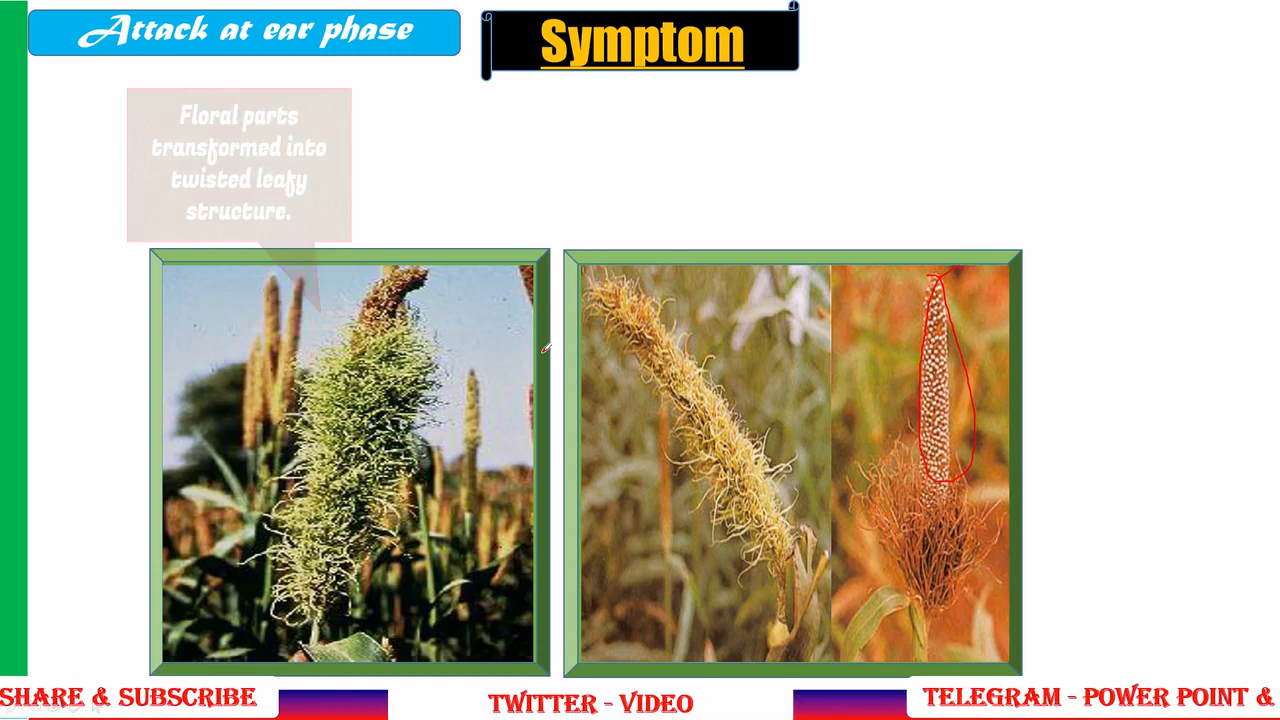 Attack at ear phase
Symptom
Floral parts
transformed into
twisted leafy
structure.
SHARE & SUBSCRIBE
TWITTER - VIDEO
TELEGRAM - POWER POINT &